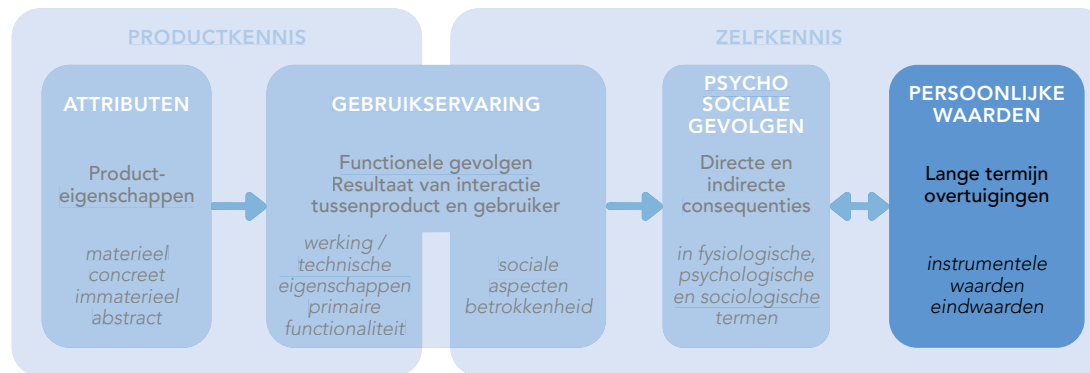 PRODUCTKENNIS
ZELFKENNIS
ATTRIBUTEN
Product-
eigenschappen
materieel
concreet
immaterieel
abstract
GEBRUIKSERVARING
Functionele gevolgen
Resultaat van interactie
tussenproduct en gebruiker
werking /
technische
eigenschappen
primaire
functionaliteit
sociale
aspecten
betrokkenheid
PSYCHO
SOCIALE
GEVOLGEN
Directe en
indirecte
consequenties
in fysiologische,
psychologische
en sociologische
termen
PERSOONLIJKE
WAARDEN
Lange termijn
overtuigingen
instrumentele
waarden
eindwaarden